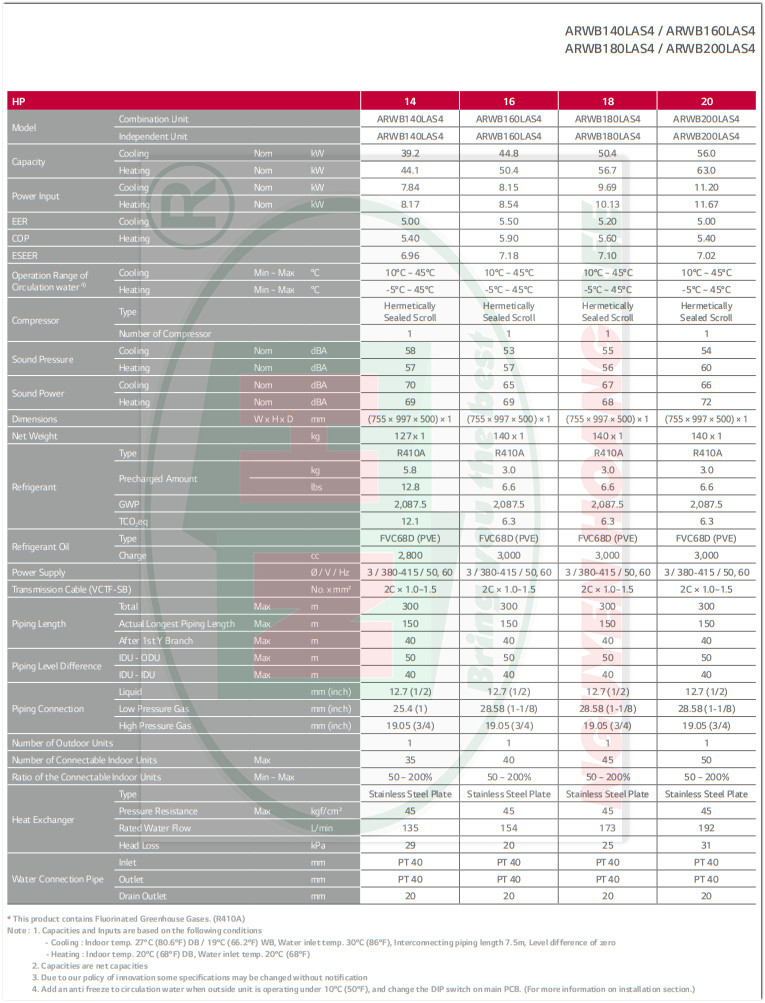 ARWB140LAS4 / ARWB160LAS4
ARWB180LAS4 / ARWB200LAS4
HP 14 16 18 20
Model Combination Unit ARWB140LAS4 ARWB160LAS4 ARWB180LAS4 ARWB200LAS4
Independent Unit ARWB140LAS4 ARWB160LAS4 ARWB180LAS4 ARWB200LAS4
Capacity Cooling Nom kW 39.2 44.8 50.4 56.0
Heating Nom kW 44.1 50.4 56.7 63.0
Power Input Cooling Nom kW 7.84 8.15 9.69 11.20
Heating Nom kW 8.17 8.54 10.13 11.67
EER Cooling 5.00 5.50 5.20 5.00
COP Heating 5.40 5.90 5.60 5.40
ESEER 6.96 7.18 7.10 7.02
Operation Range of Circulation water 4) Cooling Min ~ Max °C 10°C ~ 45°C 10°C ~ 45°C 10°C ~ 45°C 10°C ~ 45°C
Heating Min ~ Max °C -5°C ~ 45°C -5°C ~ 45°C -5°C ~ 45°C -5°C ~ 45°C
Compressor Type Hermetically Sealed Scroll Hermetically Sealed Scroll Hermetically Sealed Scroll Hermetically Sealed Scroll
Number of Compressor 1 1 1 1
Sound Pressure Cooling Nom dBA 58 53 55 54
Heating Nom dBA 57 57 56 60
Sound Power Cooling Nom dBA 70 65 67 66
Heating Nom dBA 69 69 68 72
Dimensions W x H x D mm (755 × 997 × 500) × 1 (755 × 997 × 500) × 1 (755 × 997 × 500) × 1 (755 × 997 × 500) × 1
Net Weight kg 127 x 1 140 x 1 140 x 1 140 x 1
Refrigerant Type R410A R410A R410A R410A
Precharged Amount kg 5.8 3.0 3.0 3.0
lbs 12.8 6.6 6.6 6.6
GWP 2,087.5 2,087.5 2,087.5 2,087.5
TCO₂eq 12.1 6.3 6.3 6.3
Refrigerant Oil Type FVC68D (PVE) FVC68D (PVE) FVC68D (PVE) FVC68D (PVE)
Charge cc 2,800 3,000 3,000 3,000
Power Supply Ø / V / Hz 3 / 380-415 / 50, 60 3 / 380-415 / 50, 60 3 / 380-415 / 50, 60 3 / 380-415 / 50, 60
Transmission Cable (VCTF-SB) No. x mm² 2C × 1.0~1.5 2C × 1.0~1.5 2C × 1.0~1.5 2C × 1.0~1.5
Piping Length Total Max m 300 300 300 300
Actual Longest Piping Length Max m 150 150 150 150
After 1st Y Branch Max m 40 40 40 40
Piping Level Difference IDU - ODU Max m 50 50 50 50
IDU - IDU Max m 40 40 40 40
Piping Connection Liquid mm (inch) 12.7 (1/2) 12.7 (1/2) 12.7 (1/2) 12.7 (1/2)
Low Pressure Gas mm (inch) 25.4 (1) 28.58 (1-1/8) 28.58 (1-1/8) 28.58 (1-1/8)
High Pressure Gas mm (inch) 19.05 (3/4) 19.05 (3/4) 19.05 (3/4) 19.05 (3/4)
Number of Outdoor Units 1 1 1 1
Number of Connectable Indoor Units Max 35 40 45 50
Ratio of the Connectable Indoor Units Min ~ Max 50 ~ 200% 50 ~ 200% 50 ~ 200% 50 ~ 200%
Heat Exchanger Type Stainless Steel Plate Stainless Steel Plate Stainless Steel Plate Stainless Steel Plate
Pressure Resistance Max kgf/cm² 45 45 45 45
Rated Water Flow L/min 135 154 173 192
Head Loss kPa 29 20 25 31
Water Connection Pipe Inlet mm PT 40 PT 40 PT 40 PT 40
Outlet mm PT 40 PT 40 PT 40 PT 40
Drain Outlet mm 20 20 20 20
* This product contains Fluorinated Greenhouse Gases. (R410A)
Note : 1. Capacities and Inputs are based on the following conditions
- Cooling : Indoor temp. 27°C (80.6°F) DB / 19°C (66.2°F) WB, Water inlet temp. 30°C (86°F), Interconnecting piping length 7.5m, Level difference of zero
- Heating : Indoor temp. 20°C (68°F) DB, Water inlet temp. 20°C (68°F)
2. Capacities are net capacities
3. Due to our policy of innovation some specifications may be changed without notification
4. Add an anti freeze to circulation water when outside unit is operating under 10°C (50°F), and change the DIP switch on main PCB. (For more information on installation section.)
®
Bring You the best